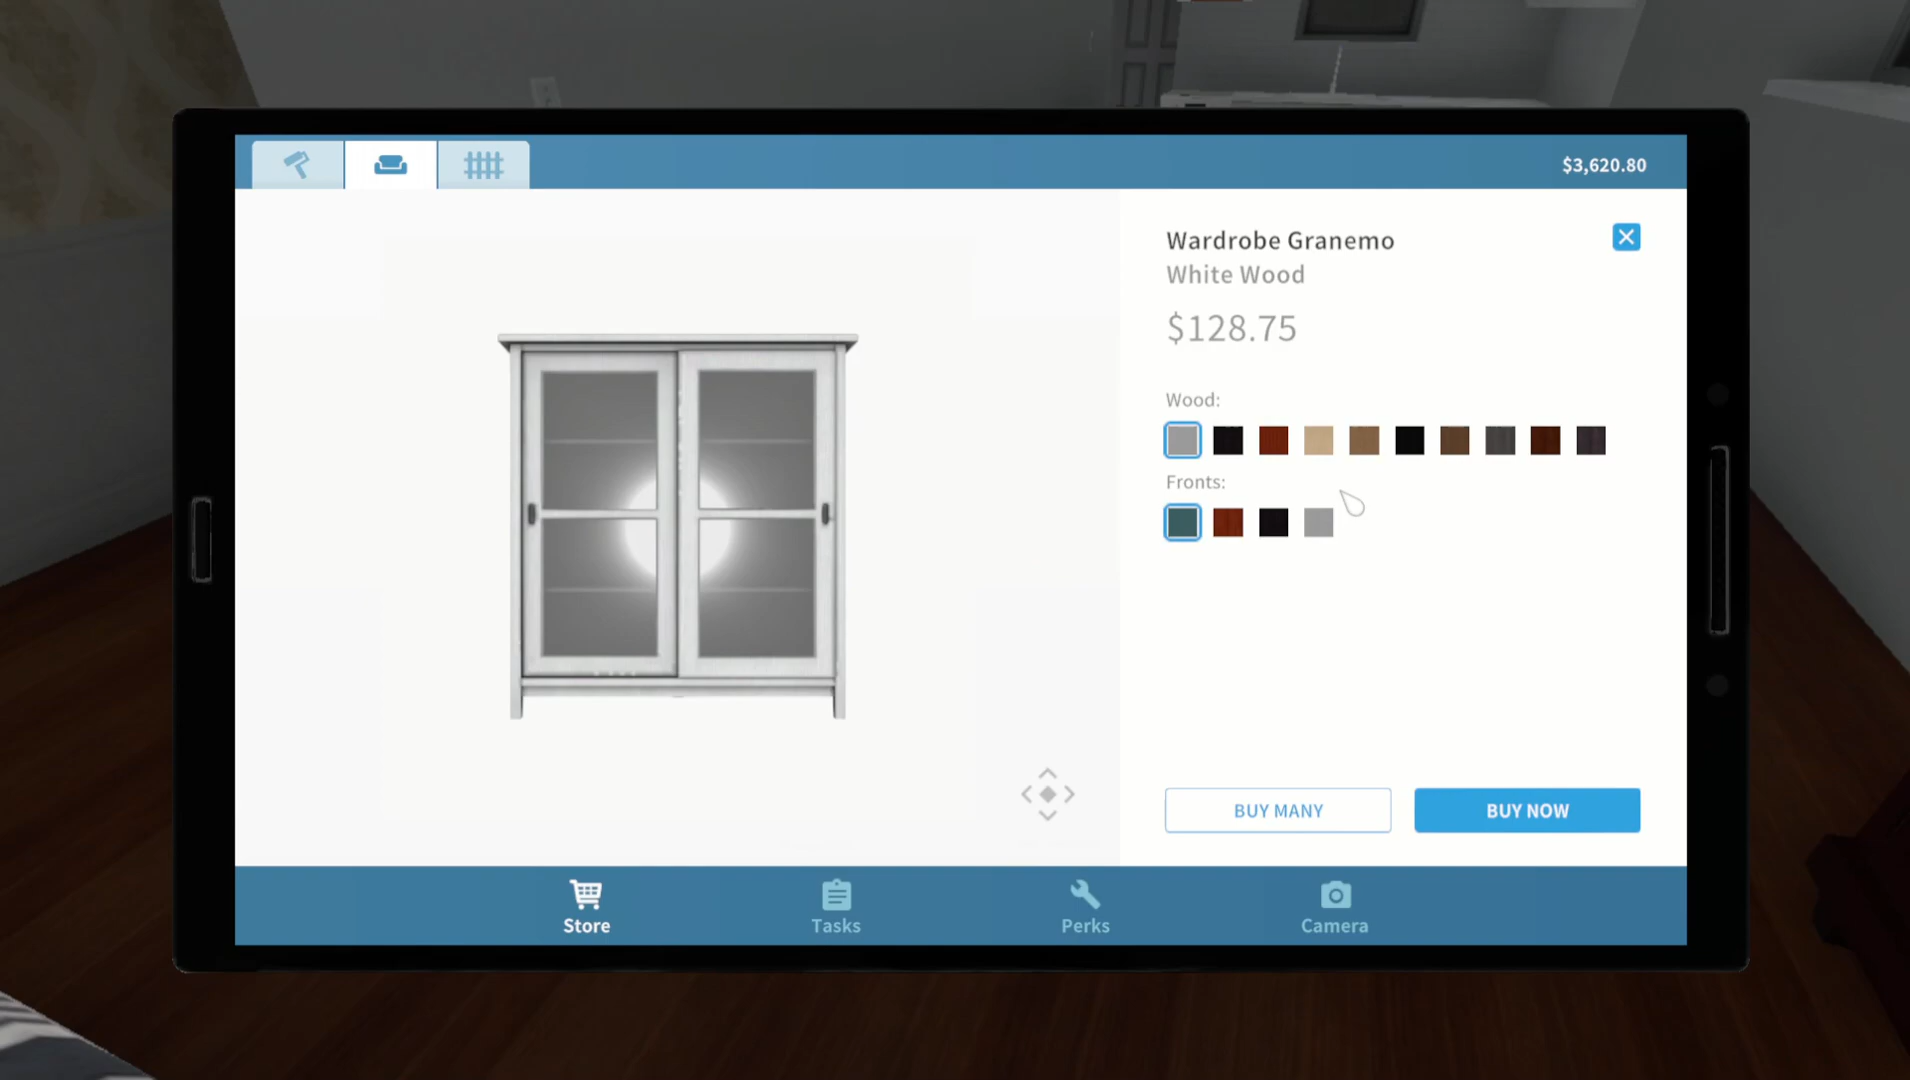 $3,620.80
Wardrobe Granemo
White Wood
$128.75
Wood:
Fronts:
BUY MANY
BUY NOW
Store
Tasks
Perks
Camera